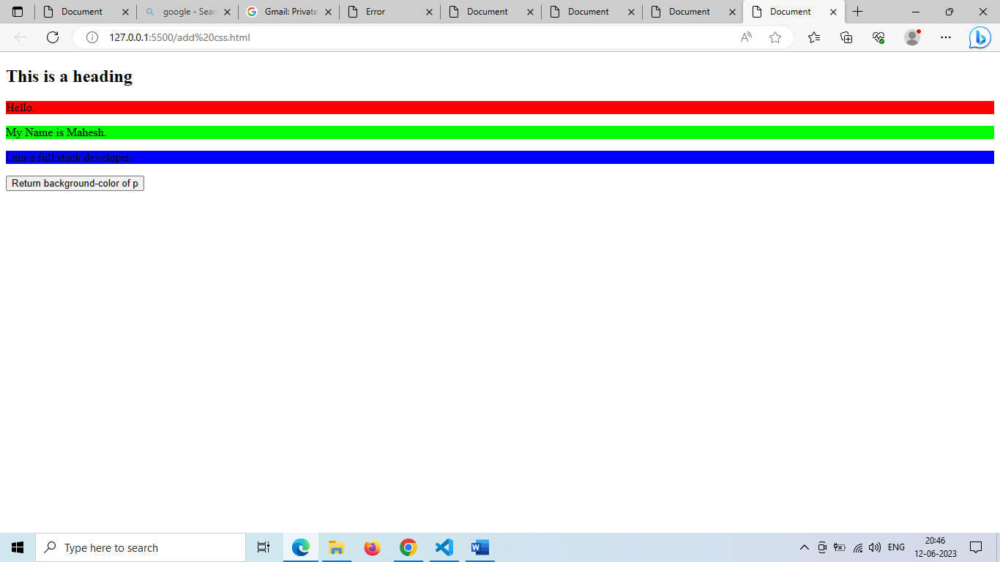 Document
google - Sear
Gmail: Private
Error
Document
Document
Document
Document
127.0.0.1:5500/add%20css.html
This is a heading
Hello.
My Name is Mahesh.
I am a full stack developer.
Return background-color of p
Type here to search
ENG
20:46
12-06-2023